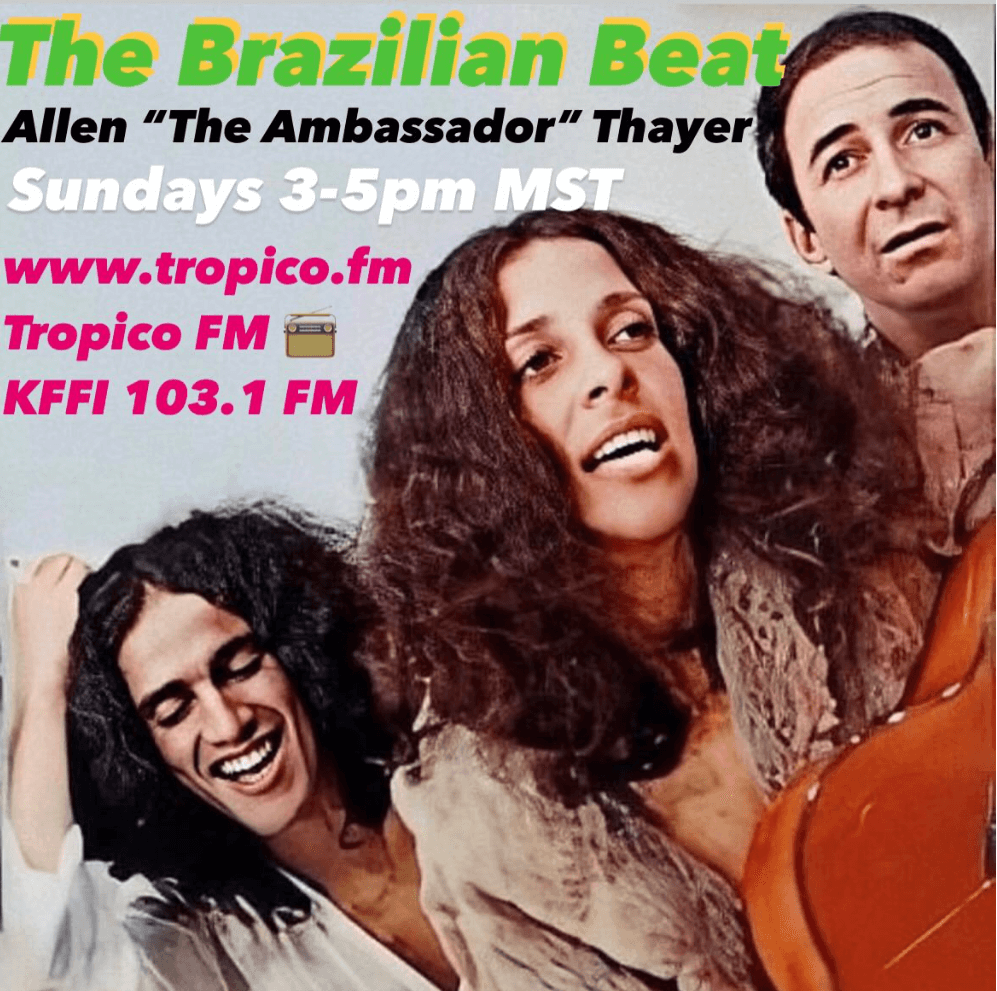 The Brazilian Beat
Allen “The Ambassador” Thayer
Sundays 3-5pm MST
www.tropico.fm
Tropico FM 📻
KFFI 103.1 FM